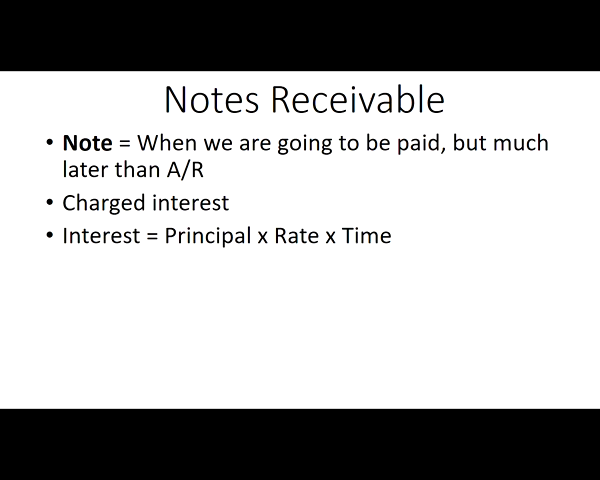 Notes Receivable
• Note = When we are going to be paid, but much
later than A/R
• Charged interest
• Interest = Principal x Rate x Time